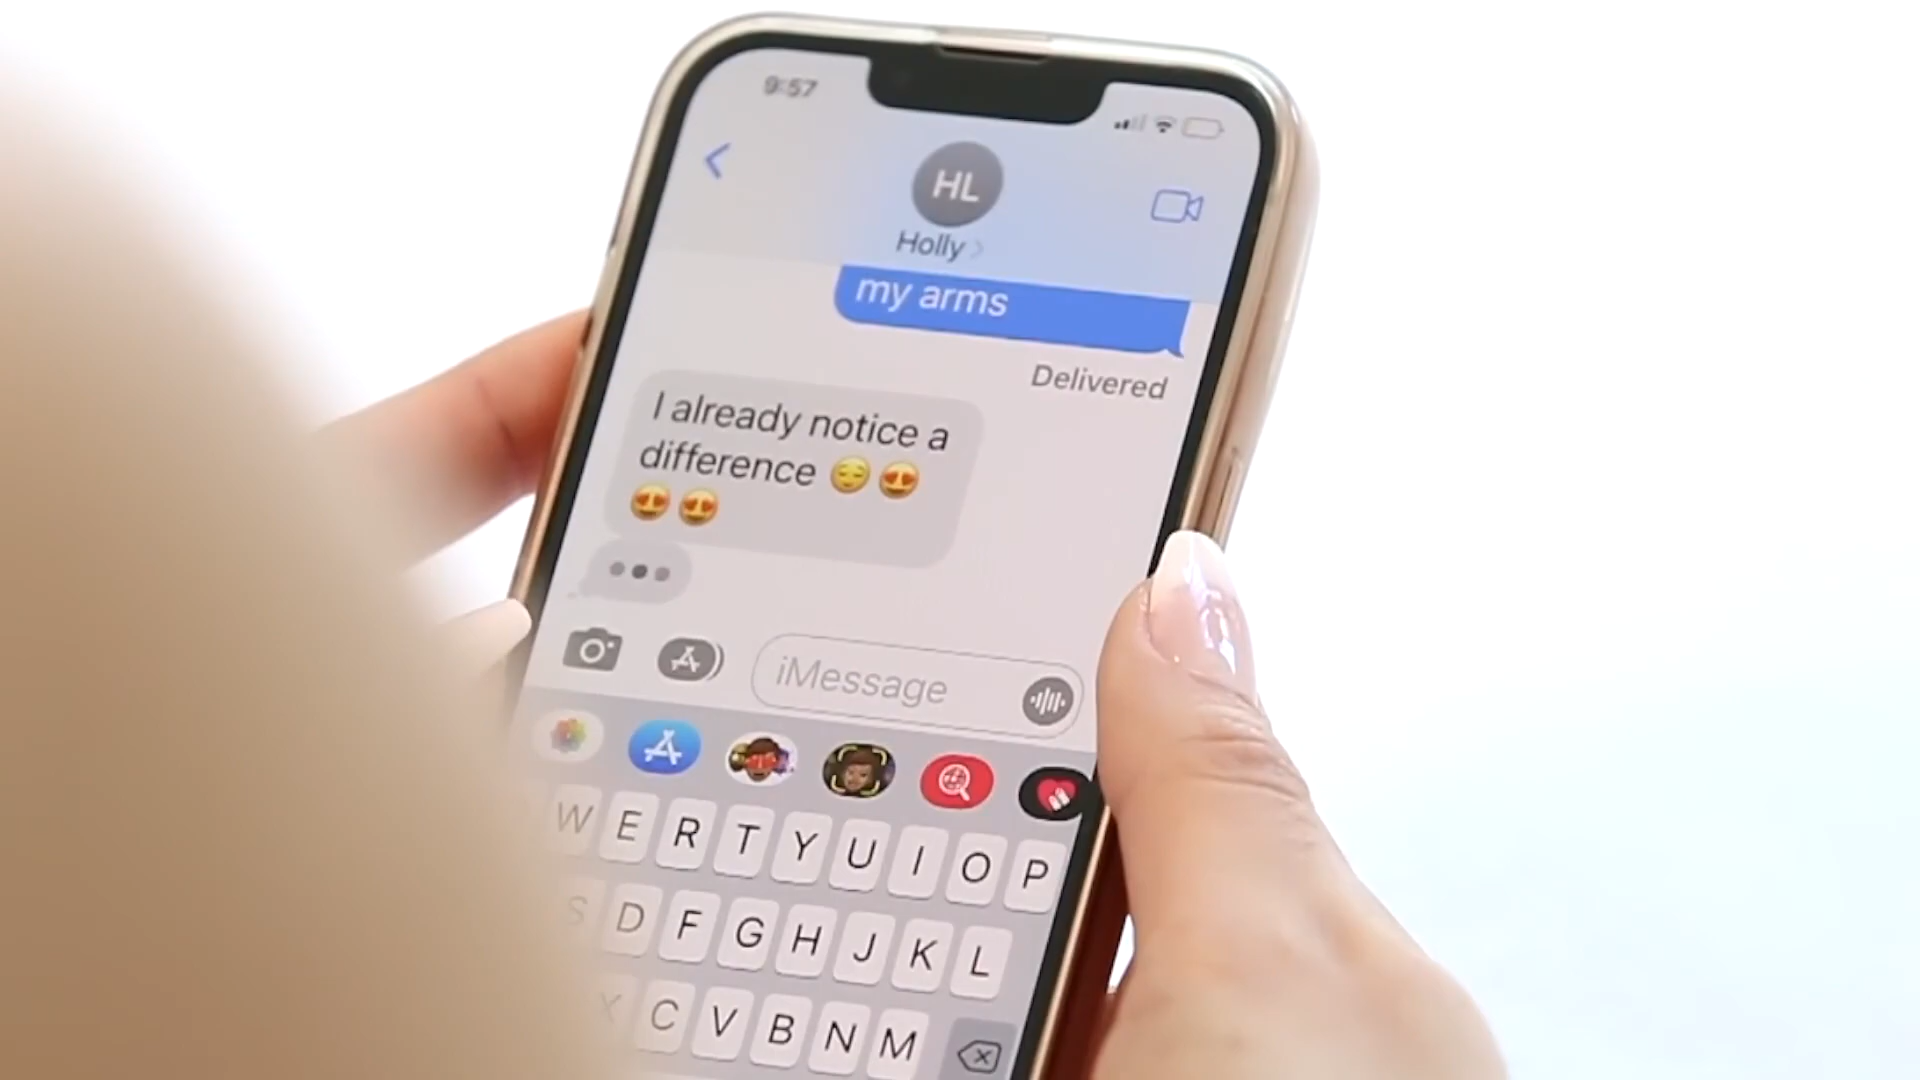 9:57
HL
Holly
my arms
Delivered
I already notice a
difference 😌😍
😍😍
iMessage
W E R T Y U I O P
S D F G H J K L
X C V B N M